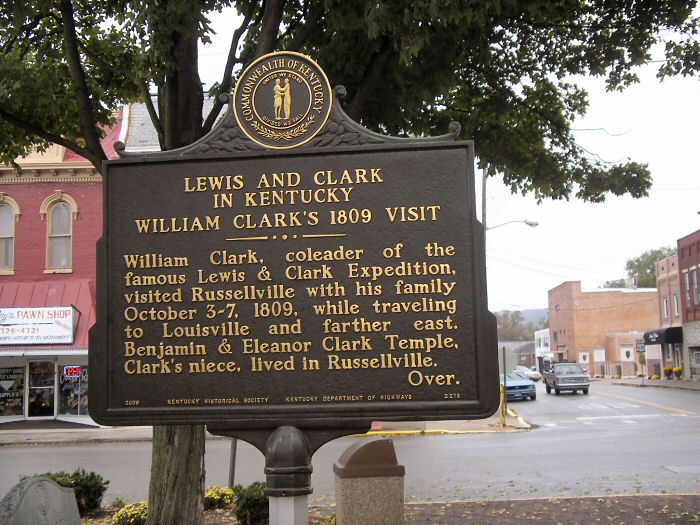 COMMONWEALTH OF KENTUCKY
UNITED WE STAND
DIVIDED WE FALL
LEWIS AND CLARK
IN KENTUCKY
WILLIAM CLARK'S 1809 VISIT
William Clark, coleader of the
famous Lewis & Clark Expedition,
visited Russellville with his family
October 3-7, 1809, while traveling
to Louisville and farther east.
Benjamin & Eleanor Clark Temple,
Clark's niece, lived in Russellville.
Over.
KENTUCKY HISTORICAL SOCIETY KENTUCKY DEPARTMENT OF HIGHWAYS
PAWN SHOP
726-4721